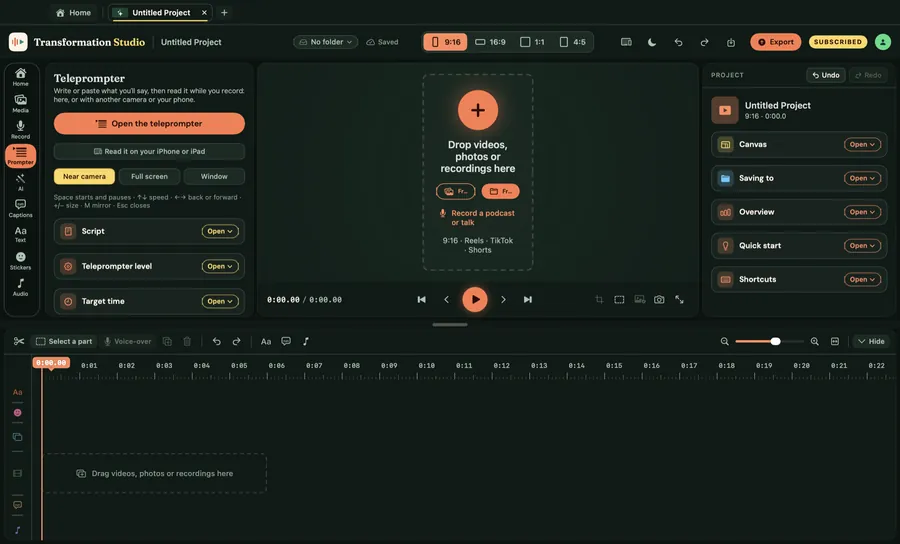 Home
Untitled Project
Transformation Studio
Untitled Project
No folder
Saved
9:16
16:9
1:1
4:5
Export
SUBSCRIBED
Home
Media
Record
Prompter
AI
Captions
Aa
Text
Stickers
Audio
Teleprompter
Write or paste what you'll say, then read it while you record:
here, or with another camera or your phone.
Open the teleprompter
Read it on your iPhone or iPad
Near camera
Full screen
Window
Space starts and pauses · ↑↓ speed · ←→ back or forward ·
+/− size · M mirror · Esc closes
Script
Open
Teleprompter level
Open
Target time
Open
Drop videos,
photos or
recordings here
Fr…
Fr…
Record a podcast
or talk
9:16 · Reels · TikTok
· Shorts
0:00.00 / 0:00.00
PROJECT
Undo
Redo
Untitled Project
9:16 · 0:00.0
Canvas
Open
Saving to
Open
Overview
Open
Quick start
Open
Shortcuts
Open
Select a part
Voice-over
Aa
Hide
0:00.00
0:01
0:02
0:03
0:04
0:05
0:06
0:07
0:08
0:09
0:10
0:11
0:12
0:13
0:14
0:15
0:16
0:17
0:18
0:19
0:20
0:21
0:22
Aa
Drag videos, photos or recordings here